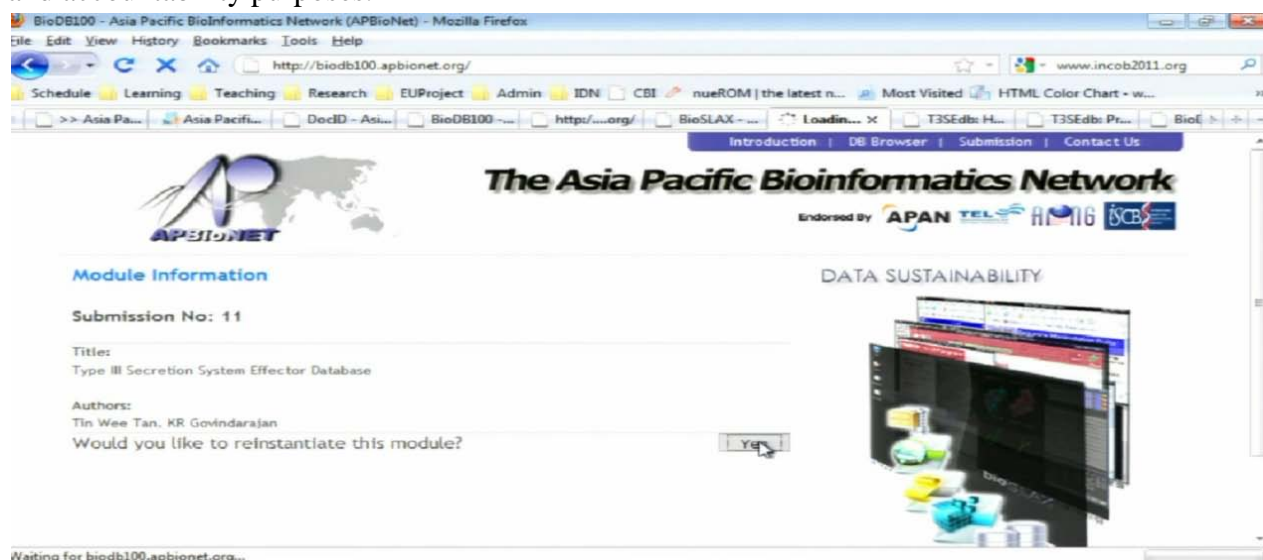 and accountability purposes.
BioDB100 - Asia Pacific BioInformatics Network (APBioNet) - Mozilla Firefox
File Edit View History Bookmarks Tools Help
http://biodb100.apbionet.org/ www.incob2011.org
Schedule Learning Teaching Research EUProject Admin IDN CBI nueROM | the latest n... Most Visited HTML Color Chart - w...
>> Asia Pa... Asia Pacifi... DocID - Asi... BioDB100 -... http:/....org/ BioSLAX - ... Loadin... T3SEdb: H... T3SEdb: Pr...
Introduction | DB Browser | Submission | Contact Us
The Asia Pacific Bioinformatics Network
Endorsed By APAN TEL ISCB
APBIONET
Module Information
DATA SUSTAINABILITY
Submission No: 11
Title:
Type III Secretion System Effector Database
Authors:
Tin Wee Tan, KR Govindarajan
Would you like to reinstantiate this module? Yes
Waiting for biodb100.apbionet.org...